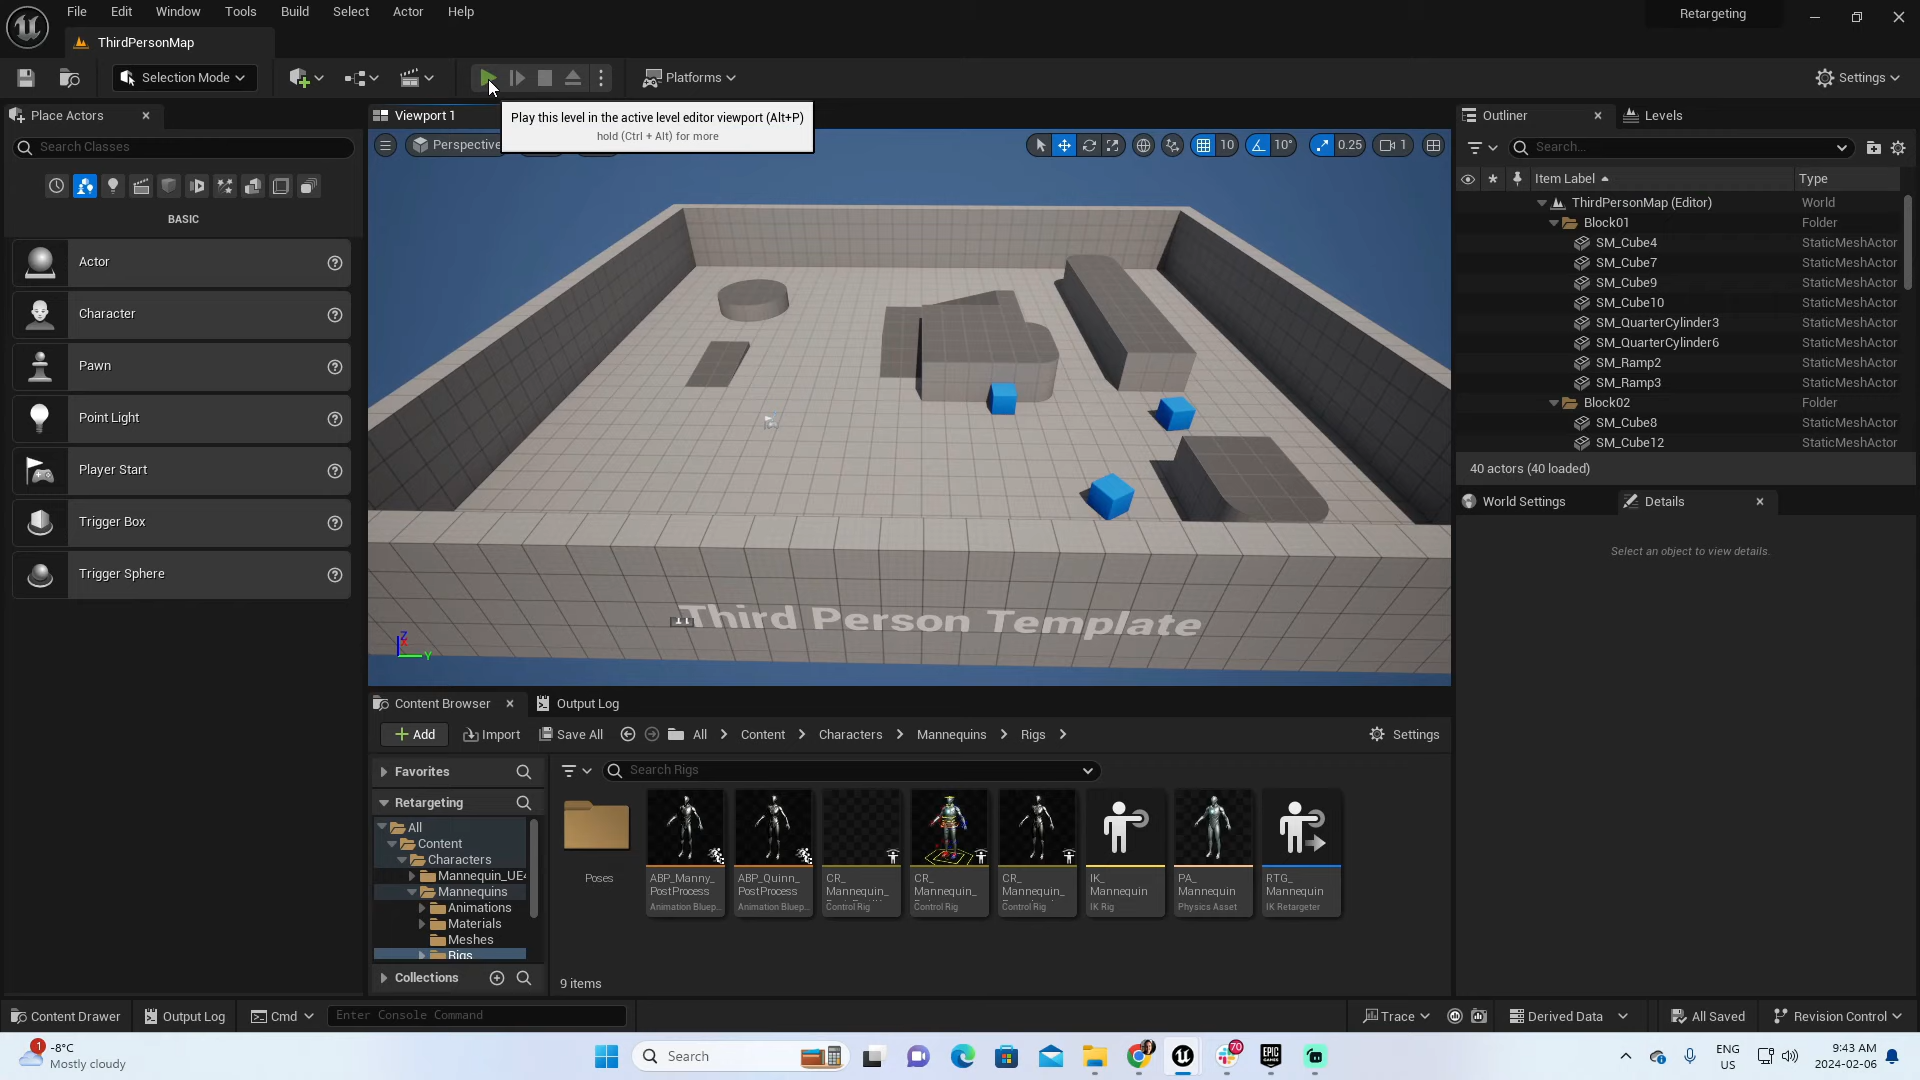 File Edit Window Tools Build Select Actor Help
Retargeting
ThirdPersonMap
Selection Mode
Platforms
Settings
Place Actors
Viewport 1
Play this level in the active level editor viewport (Alt+P)
hold (Ctrl + Alt) for more
Outliner
Levels
Search Classes
Perspective
10
10°
0.25
1
Search...
Item Label
Type
BASIC
Actor
Character
Pawn
Point Light
Player Start
Trigger Box
Trigger Sphere
ThirdPersonMap (Editor) World
Block01 Folder
SM_Cube4 StaticMeshActor
SM_Cube7 StaticMeshActor
SM_Cube9 StaticMeshActor
SM_Cube10 StaticMeshActor
SM_QuarterCylinder3 StaticMeshActor
SM_QuarterCylinder6 StaticMeshActor
SM_Ramp2 StaticMeshActor
SM_Ramp3 StaticMeshActor
Block02 Folder
SM_Cube8 StaticMeshActor
SM_Cube12 StaticMeshActor
40 actors (40 loaded)
World Settings
Details
Select an object to view details.
Third Person Template
Z
Y
Content Browser
Output Log
Add
Import
Save All
All > Content > Characters > Mannequins > Rigs >
Settings
Favorites
Search Rigs
Retargeting
All
Content
Characters
Mannequin_UE4
Mannequins
Animations
Materials
Meshes
Rigs
Collections
Poses
ABP_Manny_
PostProcess
Animation Bluep...
ABP_Quinn_
PostProcess
Animation Bluep...
CR_
Mannequin_
Control Rig
CR_
Mannequin_
Control Rig
CR_
Mannequin_
Control Rig
IK_
Mannequin
IK Rig
PA_
Mannequin
Physics Asset
RTG_
Mannequin
IK Retargeter
9 items
Content Drawer
Output Log
Cmd
Enter Console Command
Trace
Derived Data
All Saved
Revision Control
1
-8°C
Mostly cloudy
Search
70
EPIC
GAMES
ENG
US
9:43 AM
2024-02-06